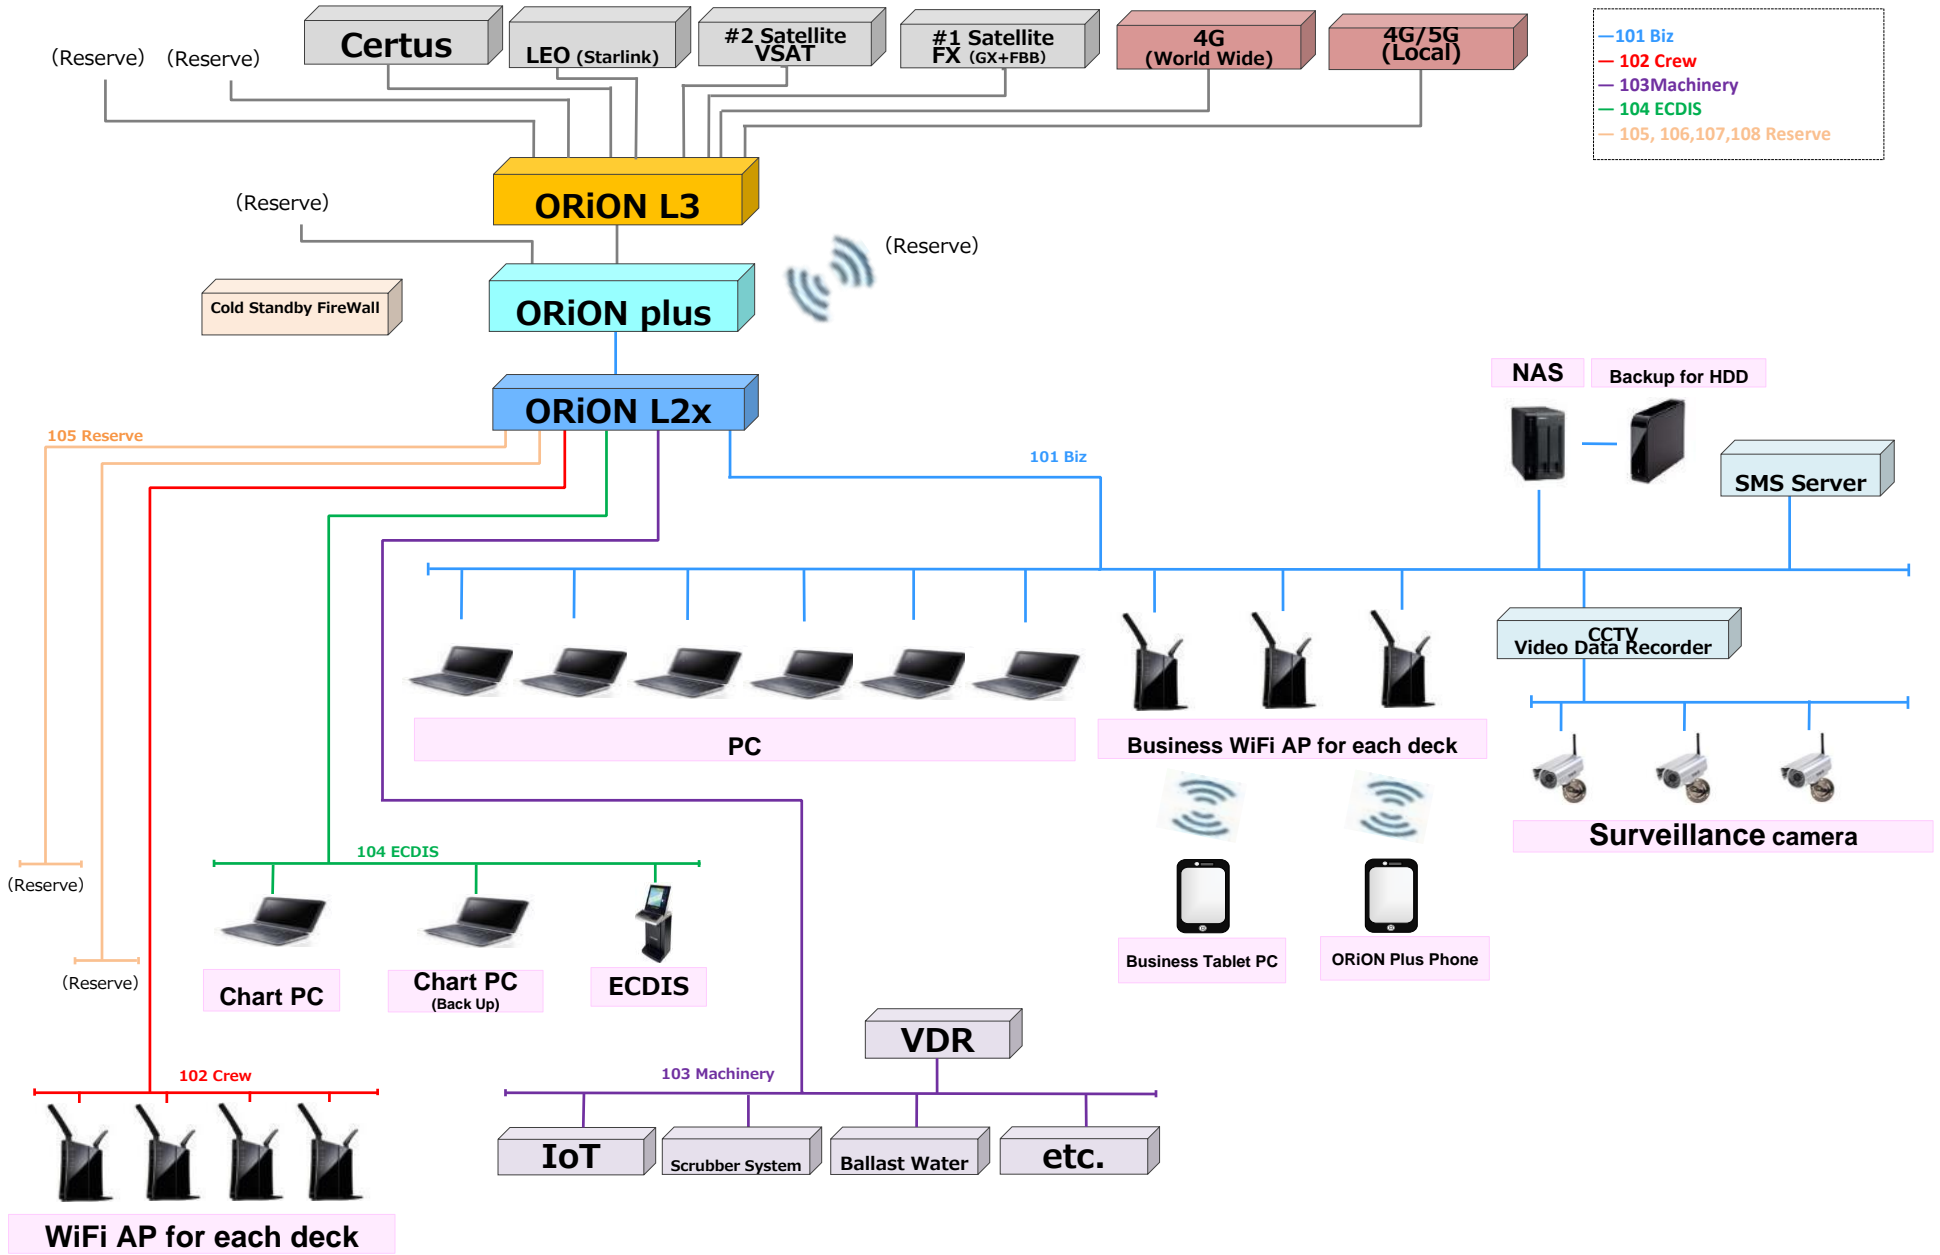 Certus
LEO (Starlink)
#2 Satellite
VSAT
#1 Satellite
FX (GX+FBB)
4G
(World Wide)
4G/5G
(Local)
(Reserve)
(Reserve)
101 Biz
102 Crew
103Machinery
104 ECDIS
105, 106,107,108 Reserve
ORiON L3
(Reserve)
(Reserve)
Cold Standby FireWall
ORiON plus
ORiON L2x
NAS
Backup for HDD
105 Reserve
101 Biz
SMS Server
CCTV
Video Data Recorder
PC
Business WiFi AP for each deck
Surveillance camera
104 ECDIS
(Reserve)
(Reserve)
Chart PC
Chart PC
(Back Up)
ECDIS
Business Tablet PC
ORiON Plus Phone
VDR
102 Crew
103 Machinery
IoT
Scrubber System
Ballast Water
etc.
WiFi AP for each deck